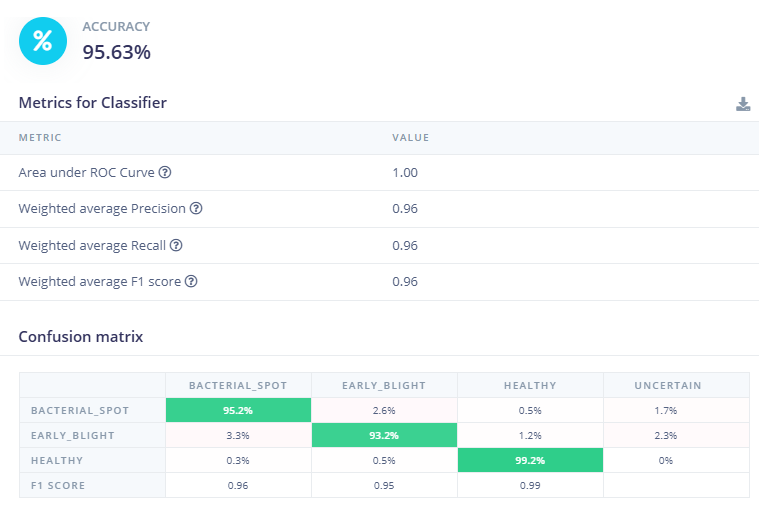 %
ACCURACY
95.63%
Metrics for Classifier
METRIC VALUE
Area under ROC Curve ? 1.00
Weighted average Precision ? 0.96
Weighted average Recall ? 0.96
Weighted average F1 score ? 0.96
Confusion matrix
BACTERIAL_SPOT EARLY_BLIGHT HEALTHY UNCERTAIN
BACTERIAL_SPOT 95.2% 2.6% 0.5% 1.7%
EARLY_BLIGHT 3.3% 93.2% 1.2% 2.3%
HEALTHY 0.3% 0.5% 99.2% 0%
F1 SCORE 0.96 0.95 0.99